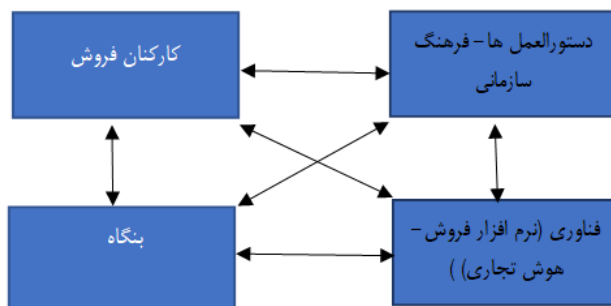 دستورالعمل ها – فرهنگ
سازمانی
کارکنان فروش
فناوری (نرم افزار فروش –
هوش تجاری) )
بنگاه